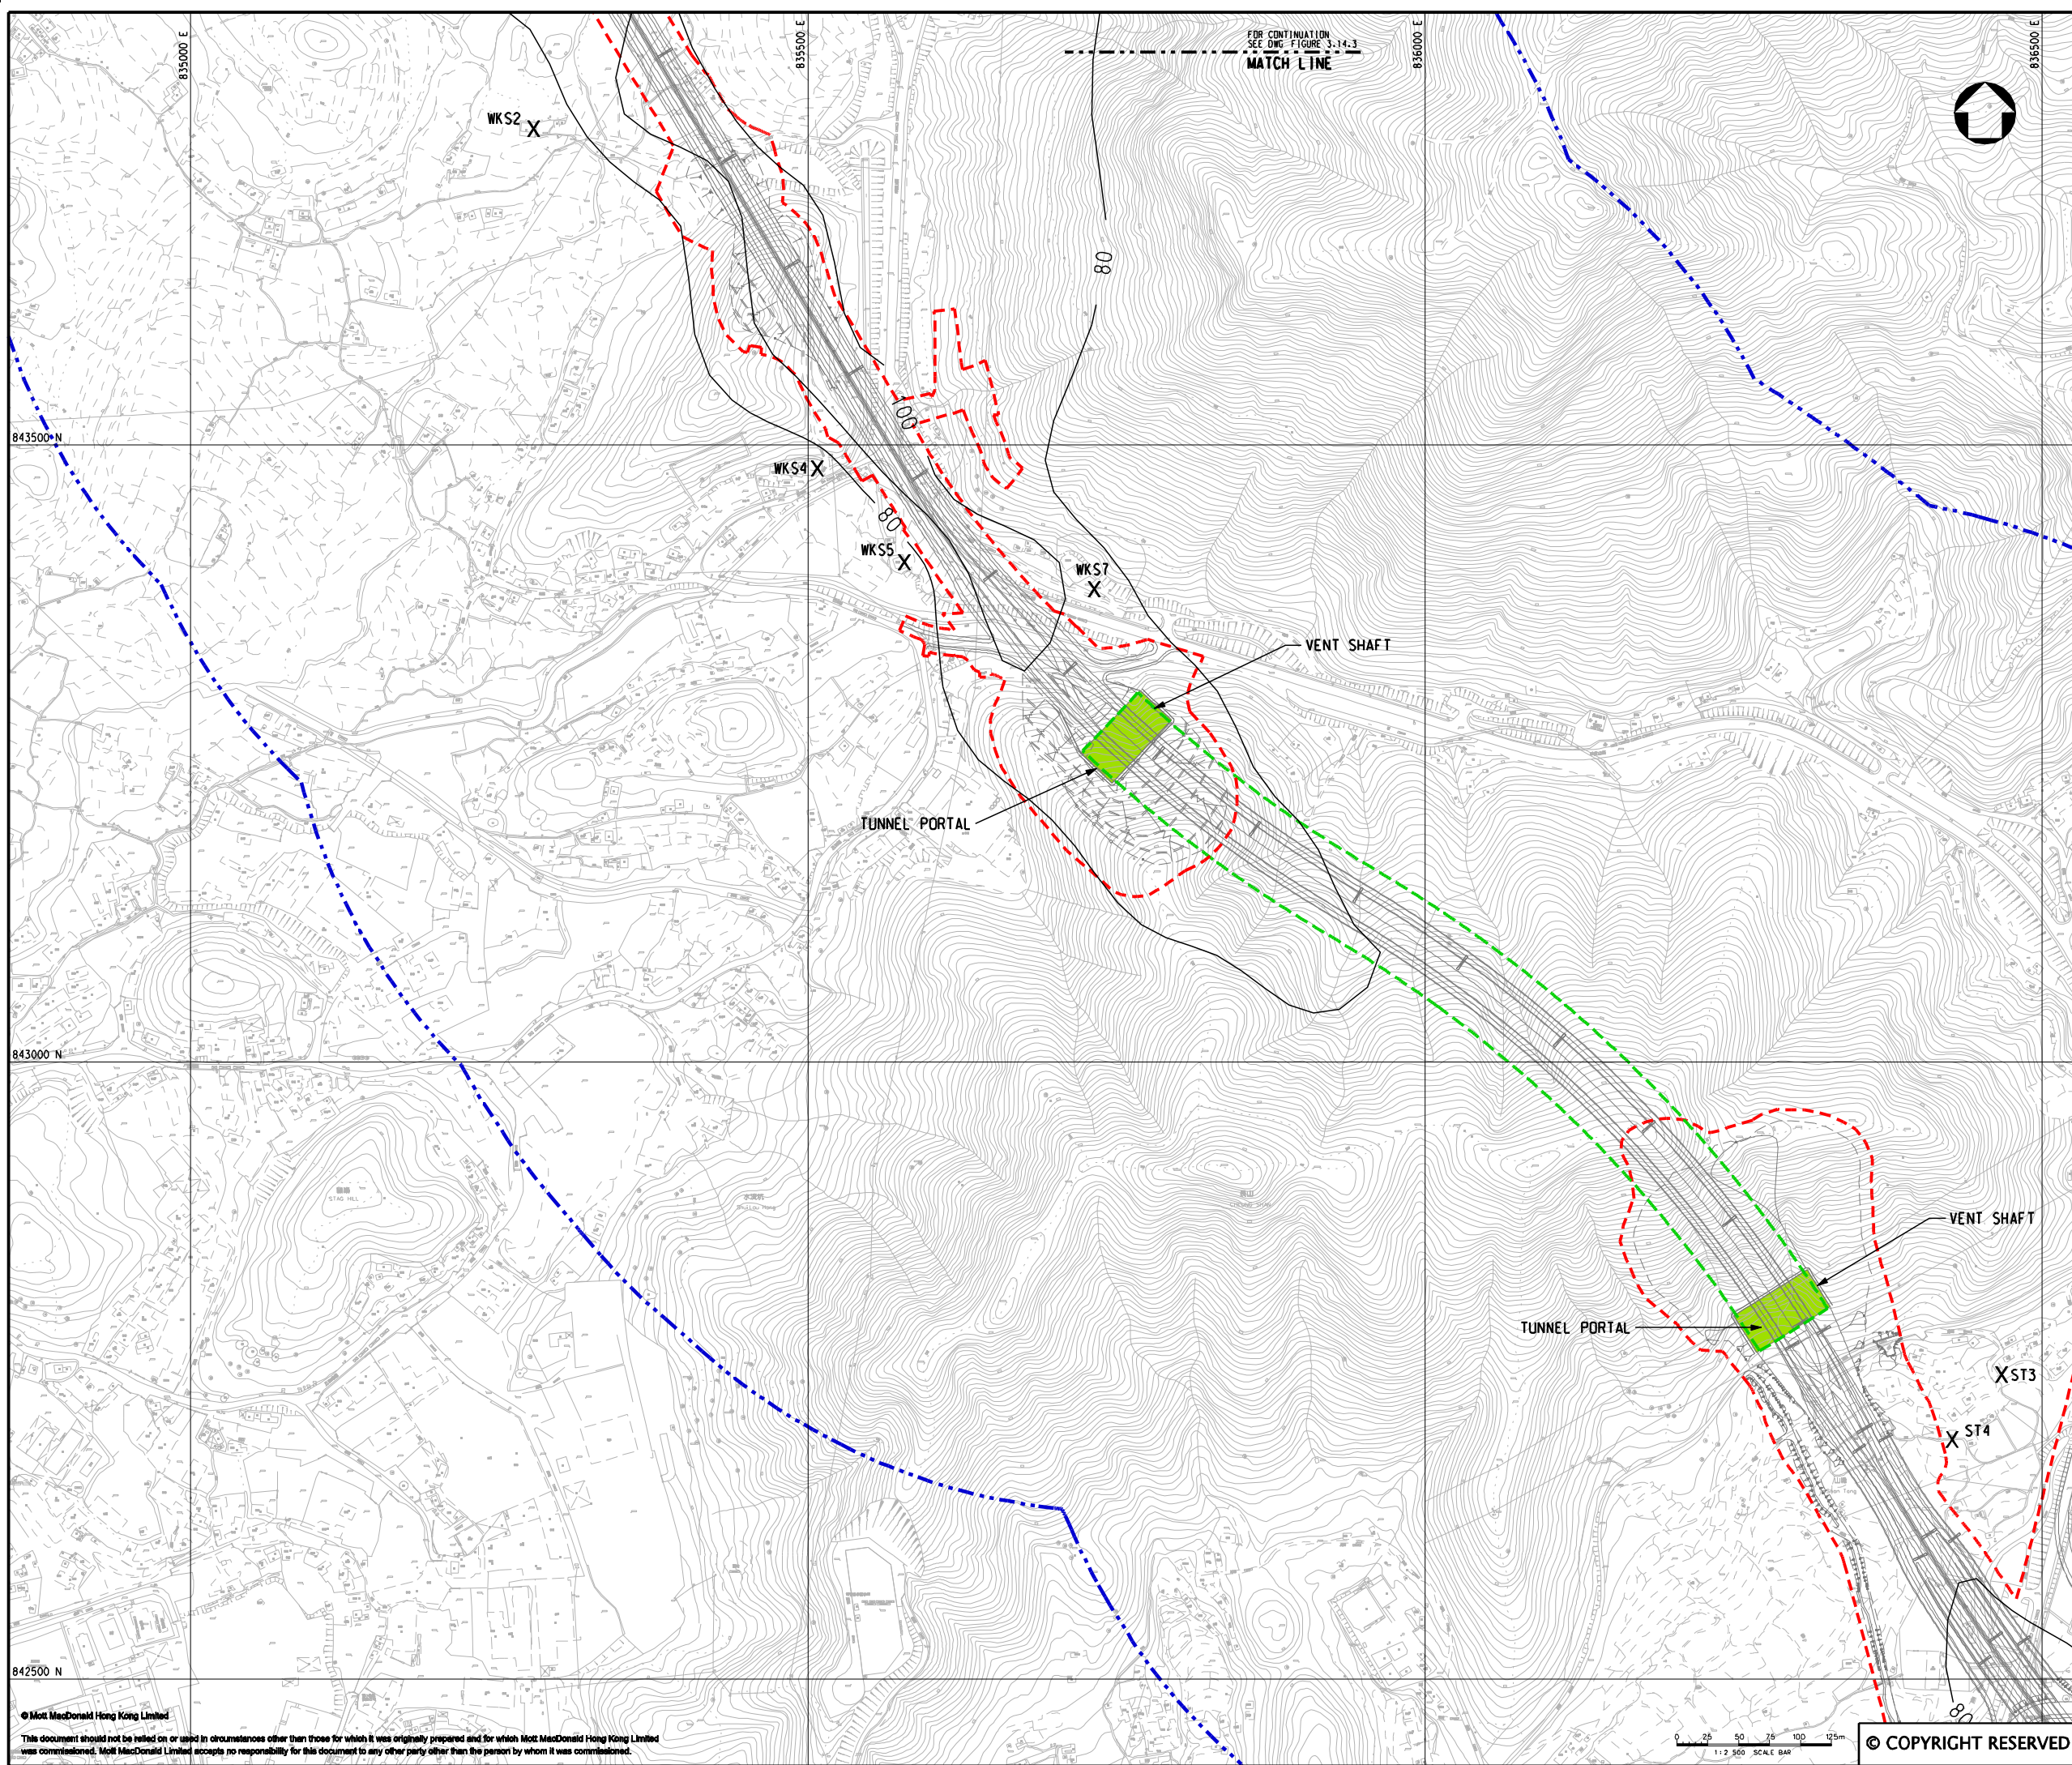 835000 E
835500 E
836000 E
836500 E
FOR CONTINUATION
SEE DWG FIGURE 3.14.3
MATCH LINE
WKS2
80
100
843500 N
WKS4
80
WKS5
WKS7
VENT SHAFT
TUNNEL PORTAL
843000 N
STAG HILL
CHEUNG SHAN
VENT SHAFT
TUNNEL PORTAL
ST3
ST4
842500 N
80
© Mott MacDonald Hong Kong Limited
This document should not be relied on or used in circumstances other than those for which it was originally prepared and for which Mott MacDonald Hong Kong Limited
was commissioned. Mott MacDonald Limited accepts no responsibility for this document to any other party other than the person by whom it was commissioned.
0 25 50 75 100 125m
1:2 500 SCALE BAR
© COPYRIGHT RESERVED